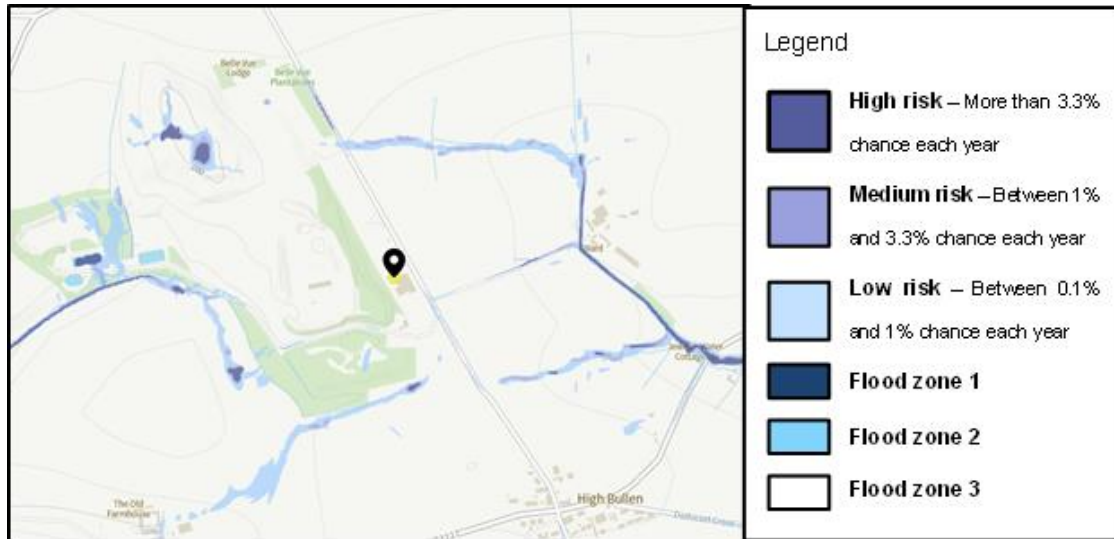 Belle Vue
Lodge
Belle Vue
Plantations
The Old
Farmhouse
High Bullen
Cottage
Legend
High risk – More than 3.3%
chance each year
Medium risk – Between 1%
and 3.3% chance each year
Low risk – Between 0.1%
and 1% chance each year
Flood zone 1
Flood zone 2
Flood zone 3